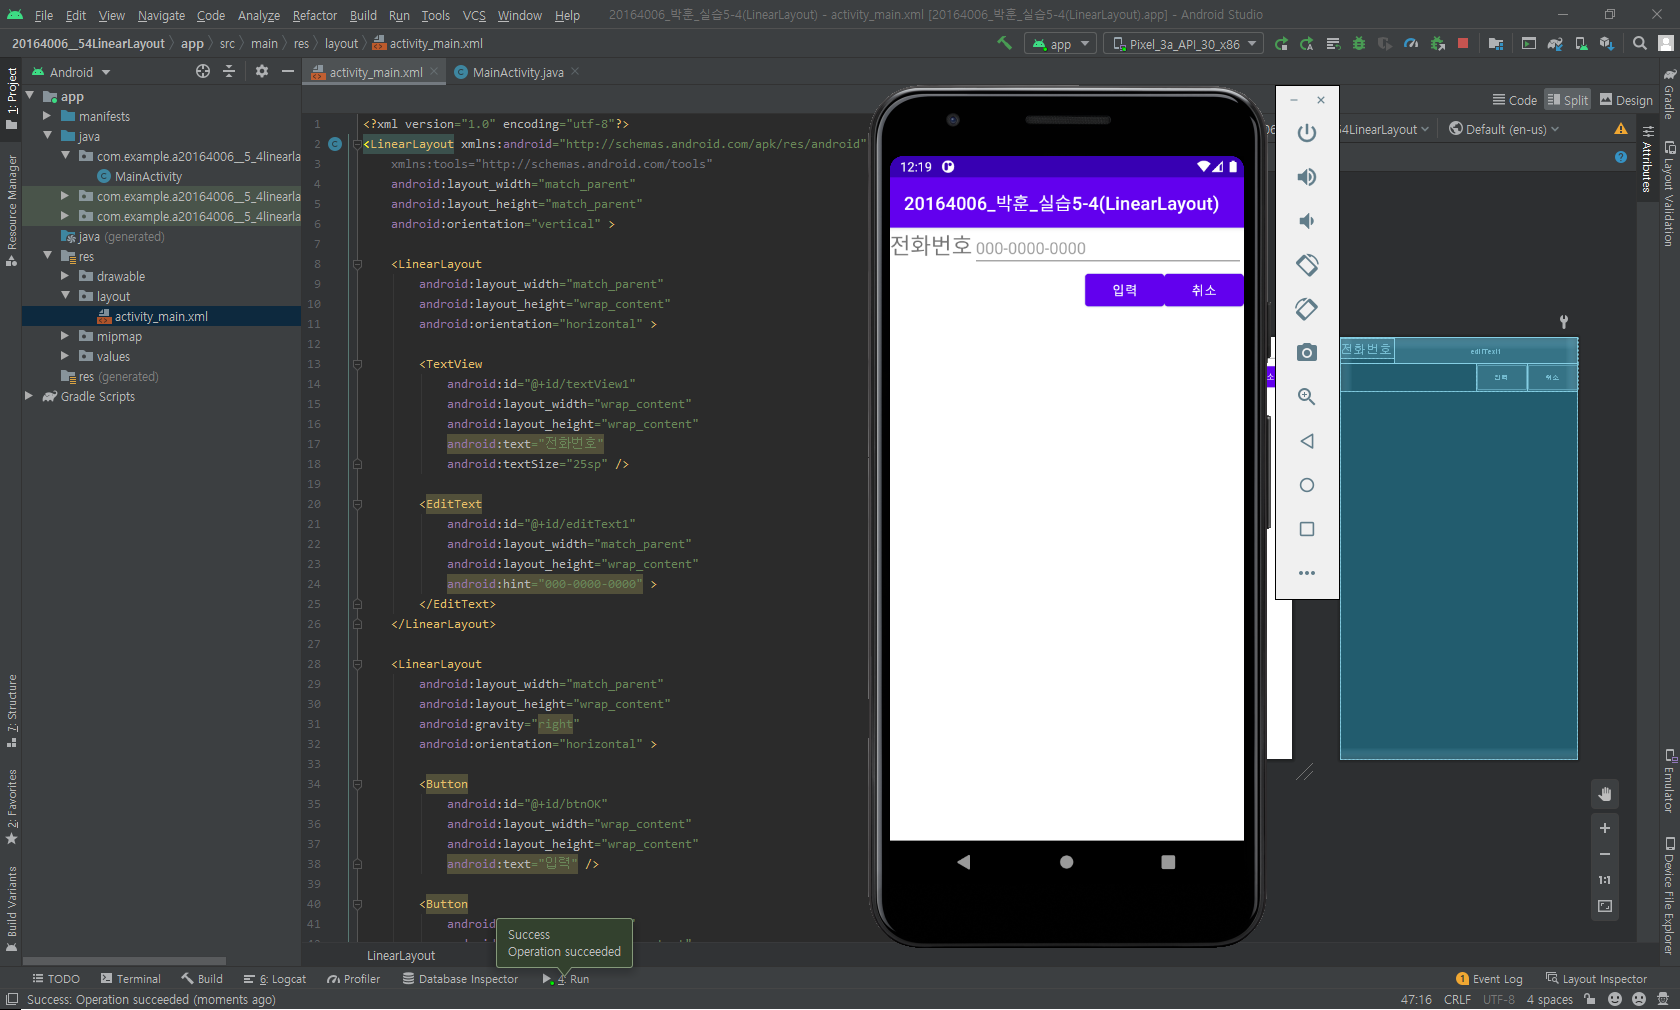 File Edit View Navigate Code Analyze Refactor Build Run Tools VCS Window Help 20164006_박훈_실습5-4(LinearLayout) - activity_main.xml [20164006_박훈_실습5-4(LinearLayout).app] - Android Studio
20164006__54LinearLayout app src main res layout activity_main.xml
app Pixel_3a_API_30_x86
1: Project
Resource Manager
7: Structure
2: Favorites
Build Variants
Android
app
manifests
java
com.example.a20164006__5_4linearla
MainActivity
com.example.a20164006__5_4linearla
com.example.a20164006__5_4linearla
java (generated)
res
drawable
layout
activity_main.xml
mipmap
values
res (generated)
Gradle Scripts
activity_main.xml MainActivity.java
Code Split Design
54LinearLayout Default (en-us)
1 <?xml version="1.0" encoding="utf-8"?>
2 <LinearLayout xmlns:android="http://schemas.android.com/apk/res/android"
3 xmlns:tools="http://schemas.android.com/tools"
4 android:layout_width="match_parent"
5 android:layout_height="match_parent"
6 android:orientation="vertical" >
7
8 <LinearLayout
9 android:layout_width="match_parent"
10 android:layout_height="wrap_content"
11 android:orientation="horizontal" >
12
13 <TextView
14 android:id="@+id/textView1"
15 android:layout_width="wrap_content"
16 android:layout_height="wrap_content"
17 android:text="전화번호"
18 android:textSize="25sp" />
19
20 <EditText
21 android:id="@+id/editText1"
22 android:layout_width="match_parent"
23 android:layout_height="wrap_content"
24 android:hint="000-0000-0000" >
25 </EditText>
26 </LinearLayout>
27
28 <LinearLayout
29 android:layout_width="match_parent"
30 android:layout_height="wrap_content"
31 android:gravity="right"
32 android:orientation="horizontal" >
33
34 <Button
35 android:id="@+id/btnOK"
36 android:layout_width="wrap_content"
37 android:layout_height="wrap_content"
38 android:text="입력" />
39
40 <Button
41 android
LinearLayout
Success
Operation succeeded
12:19
20164006_박훈_실습5-4(LinearLayout)
전화번호 000-0000-0000
입력 취소
전화번호 editText1
입력 취소
1:1
Gradle
Layout Validation
Attributes
Emulator
Device File Explorer
TODO Terminal Build 6: Logcat Profiler Database Inspector 4: Run 1 Event Log Layout Inspector
Success: Operation succeeded (moments ago) 47:16 CRLF UTF-8 4 spaces